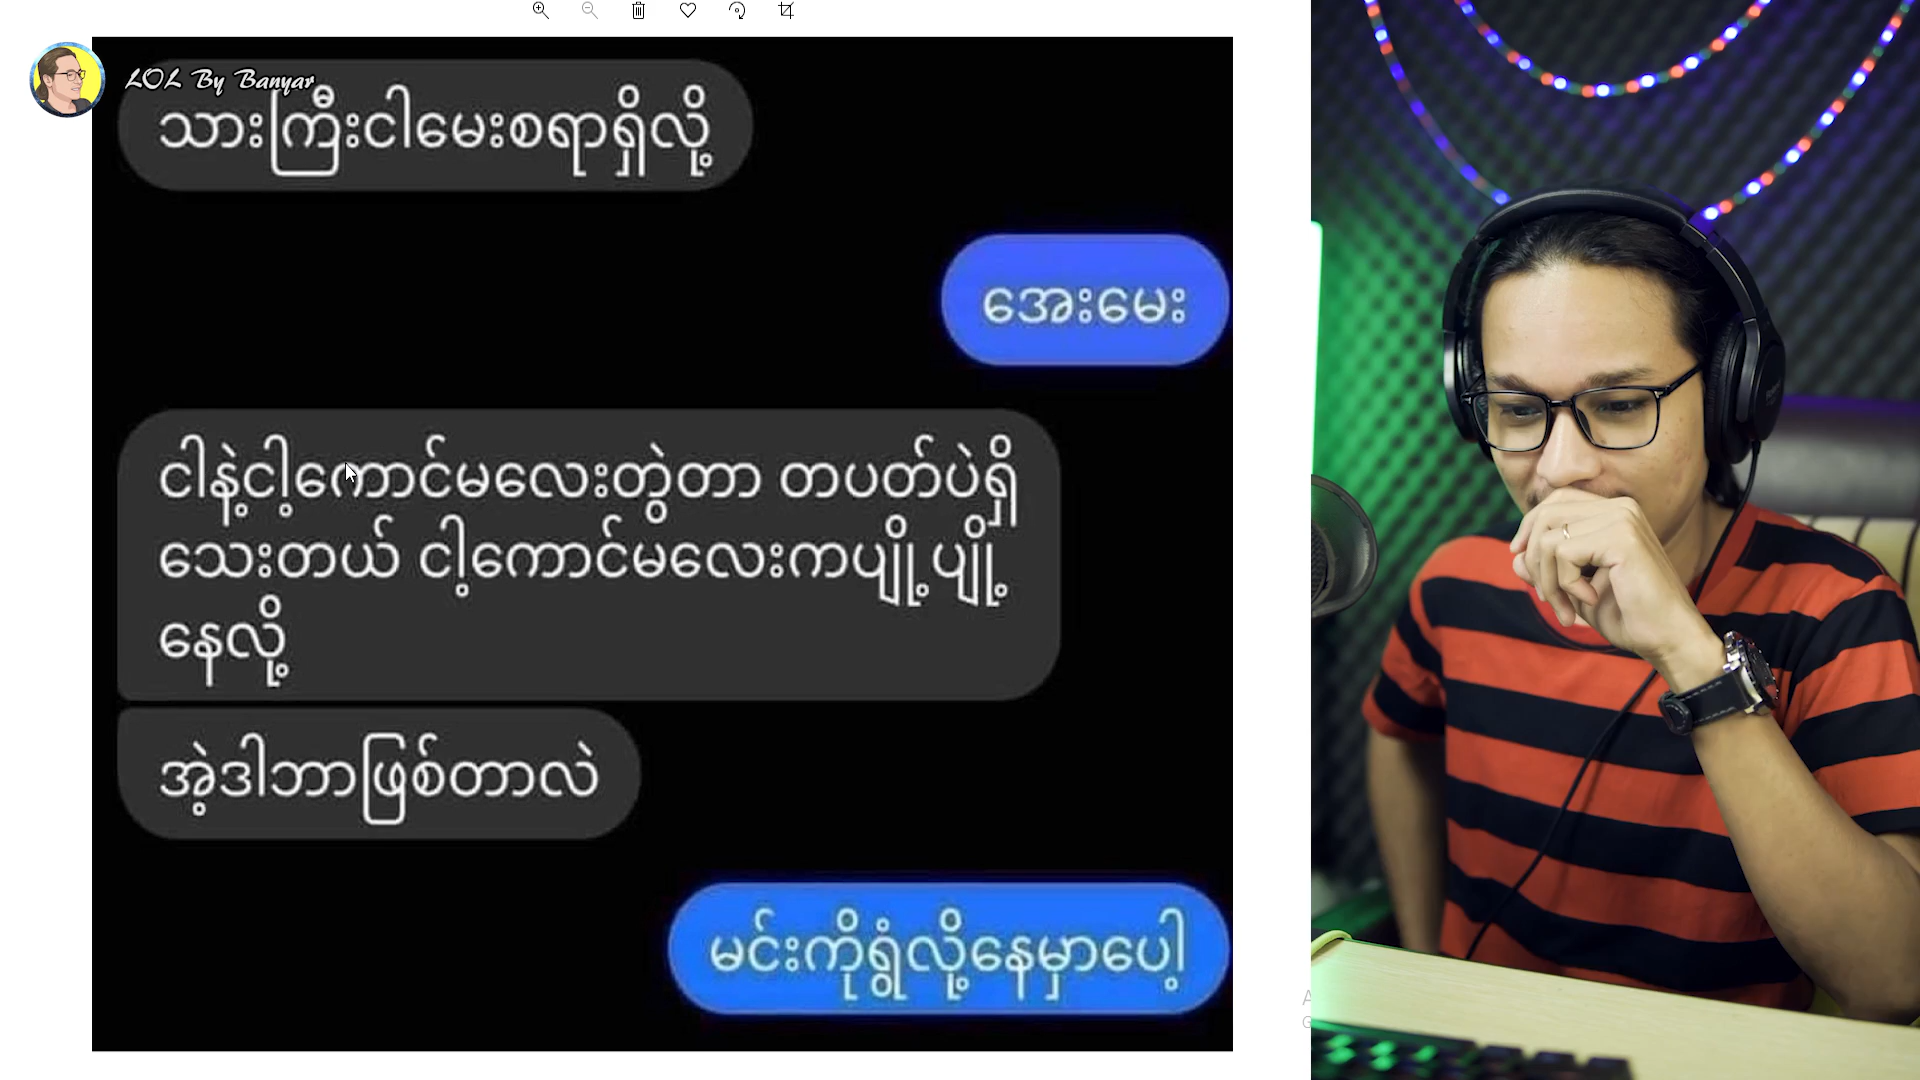 LOL By Banyar
သားကြီးငါမေးစရာရှိလို့
အေးမေး
ငါနဲ့ငါ့ကောင်မလေးတွဲတာ တပတ်ပဲရှိ
သေးတယ် ငါ့ကောင်မလေးကပျို့ပျို့
နေလို့
အဲ့ဒါဘာဖြစ်တာလဲ
မင်းကိုရွံလို့နေမှာပေါ့